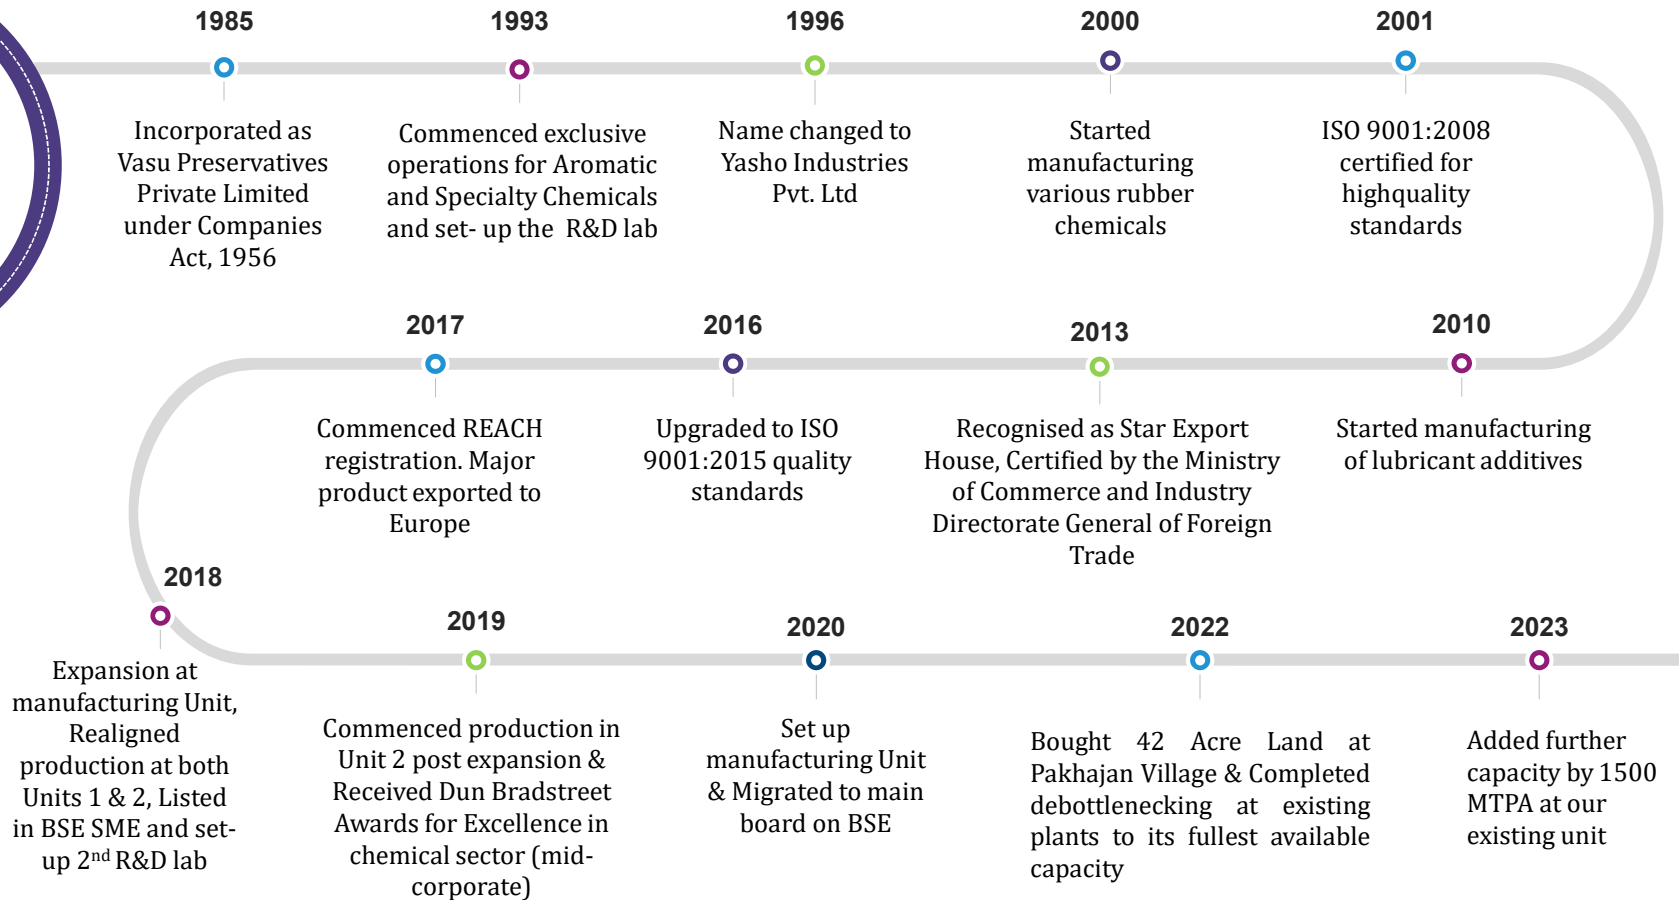 1985
Incorporated as
Vasu Preservatives
Private Limited
under Companies
Act, 1956
1993
Commenced exclusive
operations for Aromatic
and Specialty Chemicals
and set- up the R&D lab
1996
Name changed to
Yasho Industries
Pvt. Ltd
2000
Started
manufacturing
various rubber
chemicals
2001
ISO 9001:2008
certified for
highquality
standards
2010
Started manufacturing
of lubricant additives
2013
Recognised as Star Export
House, Certified by the Ministry
of Commerce and Industry
Directorate General of Foreign
Trade
2016
Upgraded to ISO
9001:2015 quality
standards
2017
Commenced REACH
registration. Major
product exported to
Europe
2018
Expansion at
manufacturing Unit,
Realigned
production at both
Units 1 & 2, Listed
in BSE SME and set-
up 2nd R&D lab
2019
Commenced production in
Unit 2 post expansion &
Received Dun Bradstreet
Awards for Excellence in
chemical sector (mid-
corporate)
2020
Set up
manufacturing Unit
& Migrated to main
board on BSE
2022
Bought 42 Acre Land at
Pakhajan Village & Completed
debottlenecking at existing
plants to its fullest available
capacity
2023
Added further
capacity by 1500
MTPA at our
existing unit